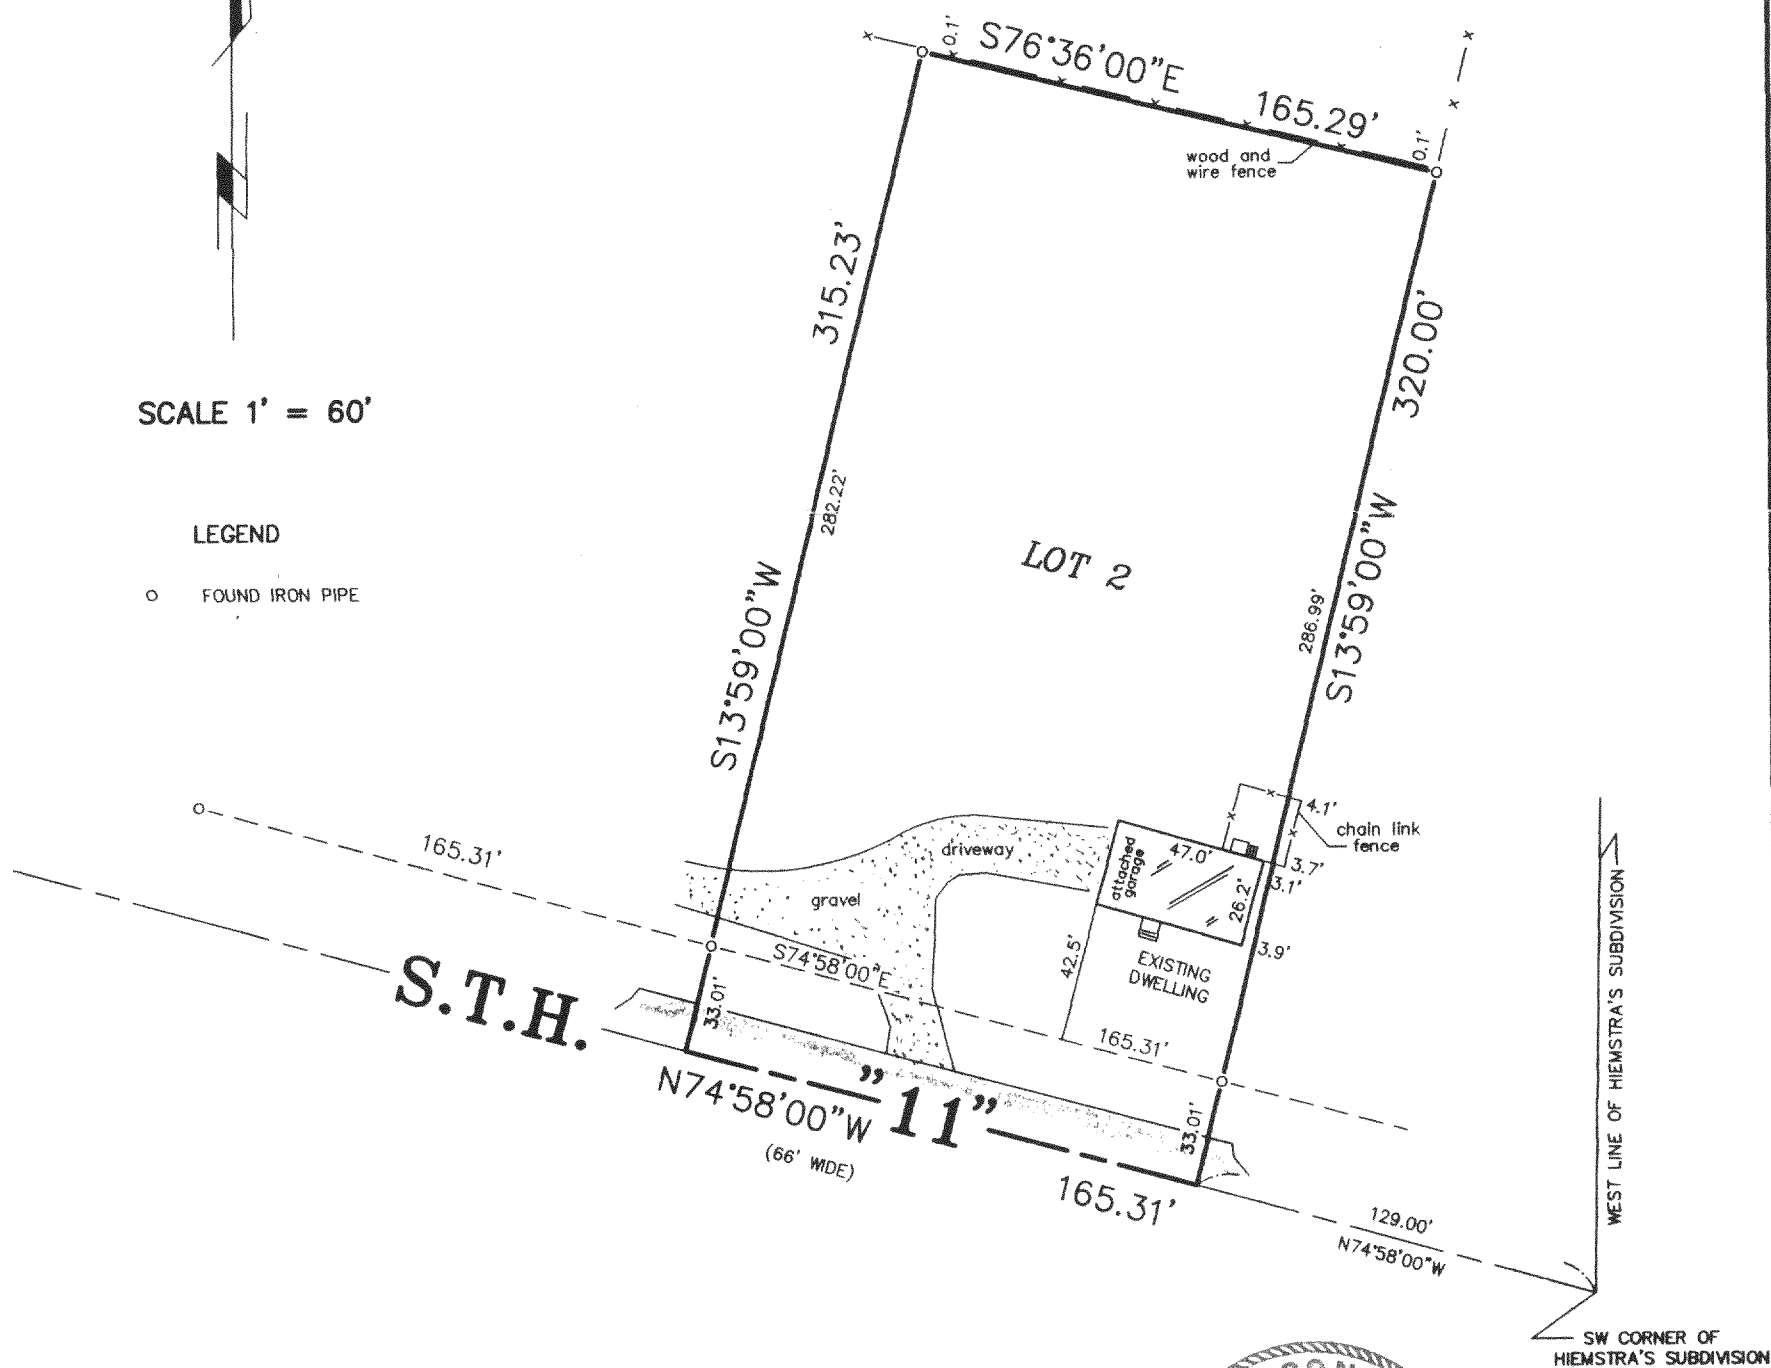 0.1'
S76°36'00"E
165.29'
0.1'
wood and
wire fence
315.23'
320.00'
SCALE 1' = 60'
282.22'
LEGEND
FOUND IRON PIPE
LOT 2
S13°59'00"W
286.99'
S13°59'00"W
4.1'
chain link
fence
165.31'
driveway
attached
garage
47.0'
3.7'
3.1'
26.2'
gravel
42.5'
3.9'
EXISTING
DWELLING
S74°58'00"E
S.T.H.
33.01'
165.31'
"11"
N74°58'00"W
(66' WIDE)
33.01'
165.31'
129.00'
N74°58'00"W
WEST LINE OF HIEMSTRA'S SUBDIVISION
SW CORNER OF
HIEMSTRA'S SUBDIVISION